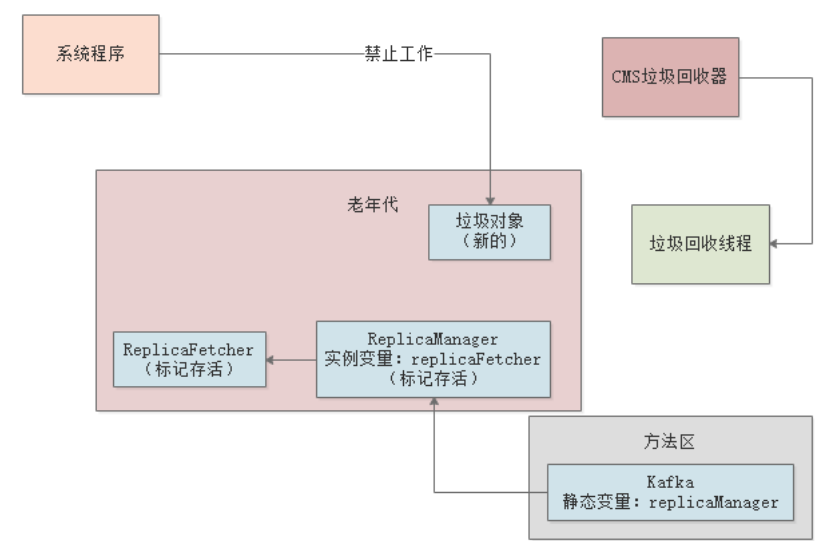 系统程序
禁止工作
CMS垃圾回收器
老年代
垃圾对象
（新的）
垃圾回收线程
ReplicaFetcher
（标记存活）
ReplicaManager
实例变量：replicaFetcher
（标记存活）
方法区
Kafka
静态变量：replicaManager